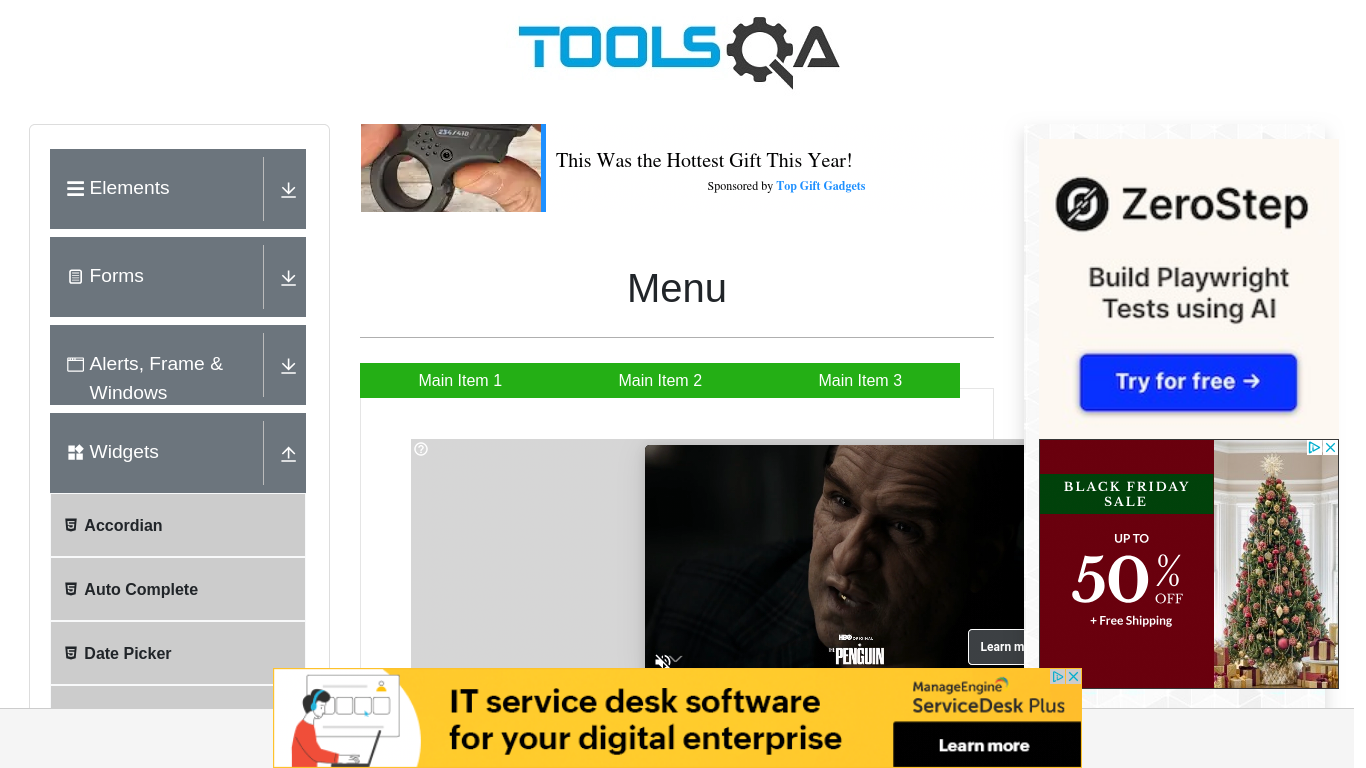 TOOLSQA
Elements
Forms
Alerts, Frame &
Windows
Widgets
Accordian
Auto Complete
Date Picker
234/410
This Was the Hottest Gift This Year!
Sponsored by Top Gift Gadgets
Menu
Main Item 1
Main Item 2
Main Item 3
HBO ORIGINAL
THE
PENGUIN
Learn m
ZeroStep
Build Playwright
Tests using AI
Try for free →
BLACK FRIDAY
SALE
UP TO
50% OFF
+ Free Shipping
IT service desk software
for your digital enterprise
ManageEngine
ServiceDesk Plus
Learn more